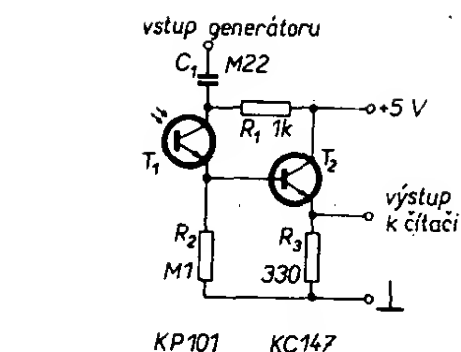 vstup generátoru
C1 M22
R1 1k
+5 V
T1
T2
výstup
k čítači
R2
M1
R3
330
KP101 KC147